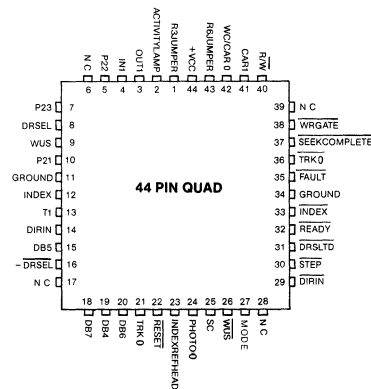 N C
P22
IN1
OUT1
ACTIVITYLAMP
R3JUMPER
+VCC
R6JUMPER
WC/CAR 0
CAR1
R/W
6 5 4 3 2 1 44 43 42 41 40
P23 7
DRSEL 8
WUS 9
P21 10
GROUND 11
INDEX 12
T1 13
DIRIN 14
DB5 15
-DRSEL 16
N C 17
44 PIN QUAD
39 N C
38 WRGATE
37 SEEKCOMPLETE
36 TRK0
35 FAULT
34 GROUND
33 INDEX
32 READY
31 DRSLTD
30 STEP
29 DIRIN
18 19 20 21 22 23 24 25 26 27 28
DB7
DB4
DB6
TRK 0
RESET
INDEXREFHEAD
PHOTO0
SC
WUS
MODE
N C